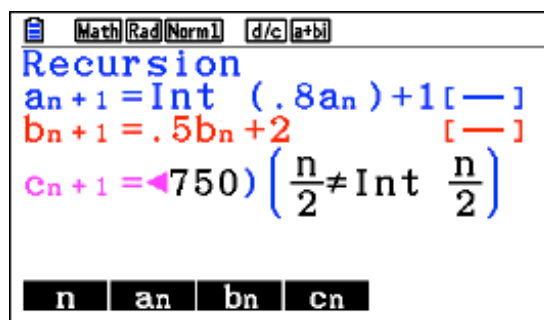 Math Rad Norm1 d/c a+bi
Recursion
aₙ₊₁=Int (.8aₙ)+1[—]
bₙ₊₁=.5bₙ+2 [—]
cₙ₊₁=◀750)(n/2≠Int n/2)
n aₙ bₙ cₙ